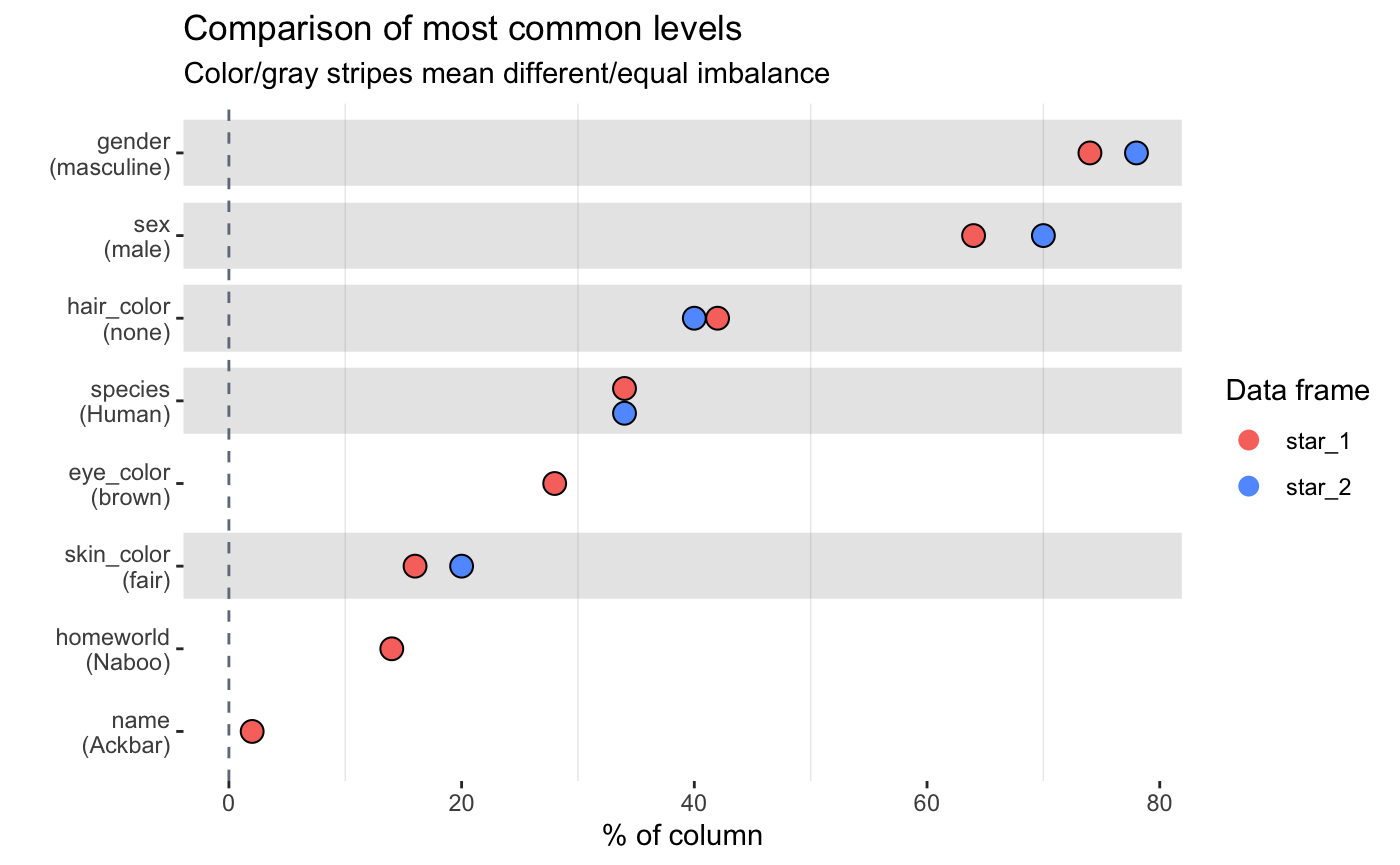 Comparison of most common levels
Color/gray stripes mean different/equal imbalance
gender
(masculine)
sex
(male)
hair_color
(none)
species
(Human)
eye_color
(brown)
skin_color
(fair)
homeworld
(Naboo)
name
(Ackbar)
0 20 40 60 80
% of column
Data frame
star_1
star_2